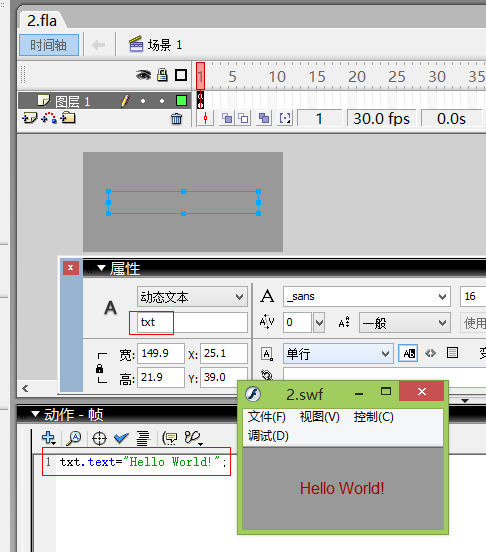 2.fla
时间轴 场景 1
1 5 10 15 20 25 30 35
图层 1
1 30.0 fps 0.0s
属性
A 动态文本 A _sans 16
txt A/V 0 A 一般 使用
宽: 149.9 X: 25.1 A 单行 AB
高: 21.9 Y: 39.0
动作 - 帧
1 txt.text="Hello World!";
2.swf
文件(F) 视图(V) 控制(C)
调试(D)
Hello World!